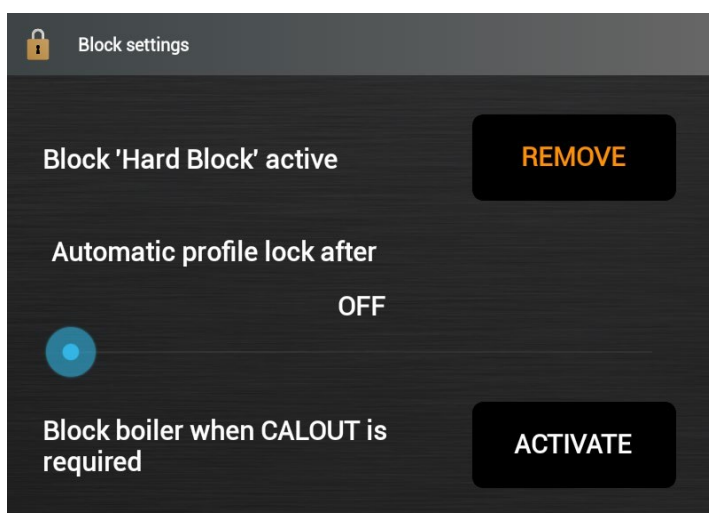 Block settings
Block 'Hard Block' active
REMOVE
Automatic profile lock after
OFF
Block boiler when CALOUT is
required
ACTIVATE